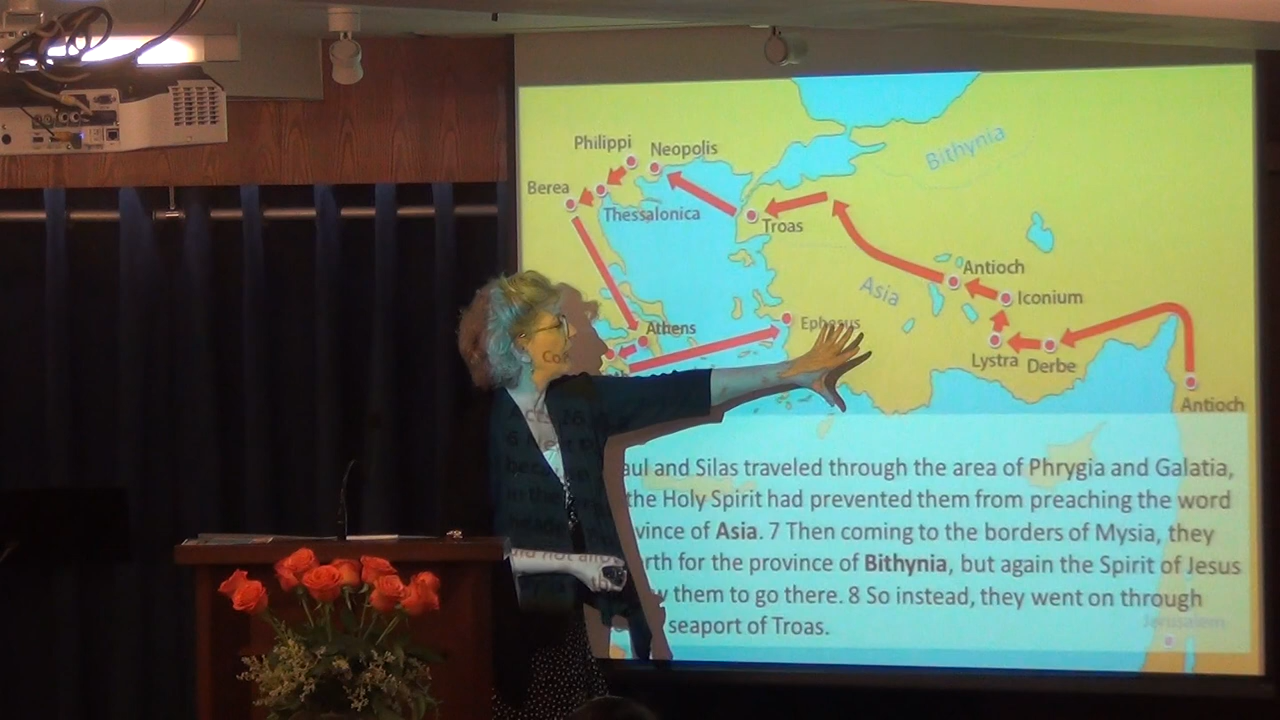 Bithynia
Philippi
Neopolis
Berea
Thessalonica
Troas
Antioch
Asia
Iconium
Ephesus
Athens
Lystra
Derbe
Antioch
aul and Silas traveled through the area of Phrygia and Galatia,
the Holy Spirit had prevented them from preaching the word
vince of Asia. 7 Then coming to the borders of Mysia, they
rth for the province of Bithynia, but again the Spirit of Jesus
w them to go there. 8 So instead, they went on through
seaport of Troas.
Jerusalem